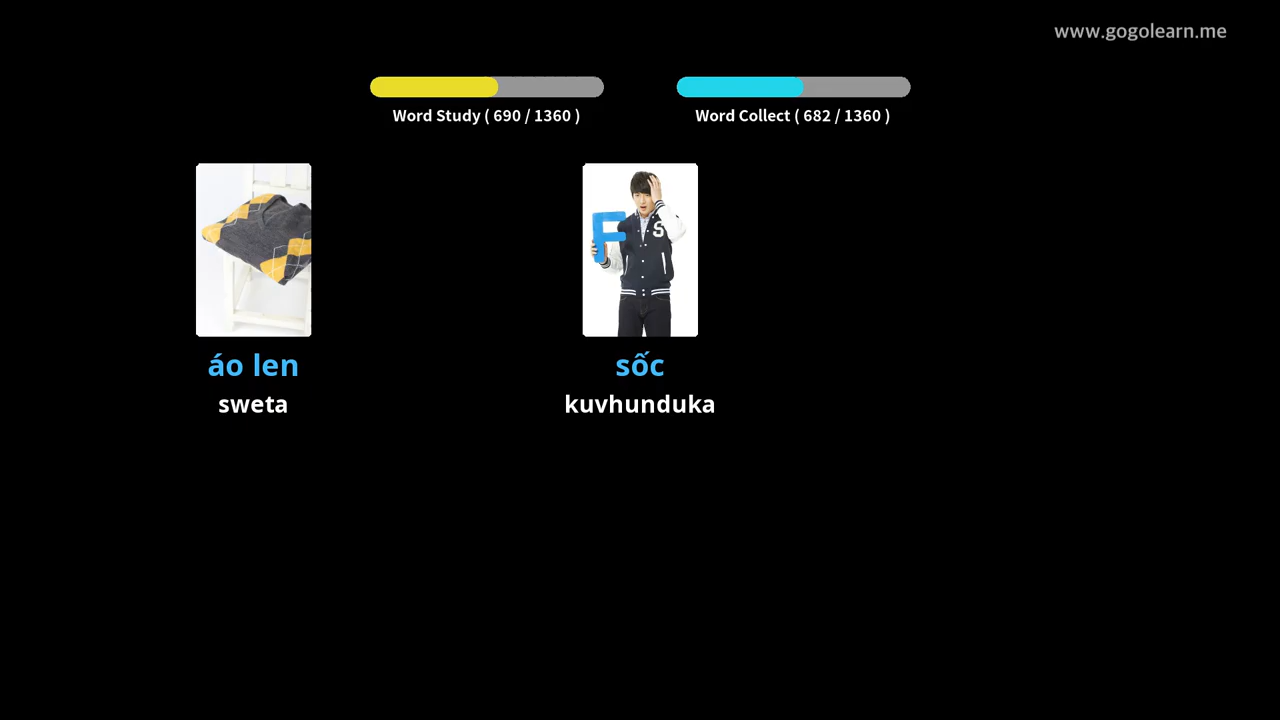 www.gogolearn.me
Word Study ( 690 / 1360 )
Word Collect ( 682 / 1360 )
F
S
áo len
sốc
sweta
kuvhunduka